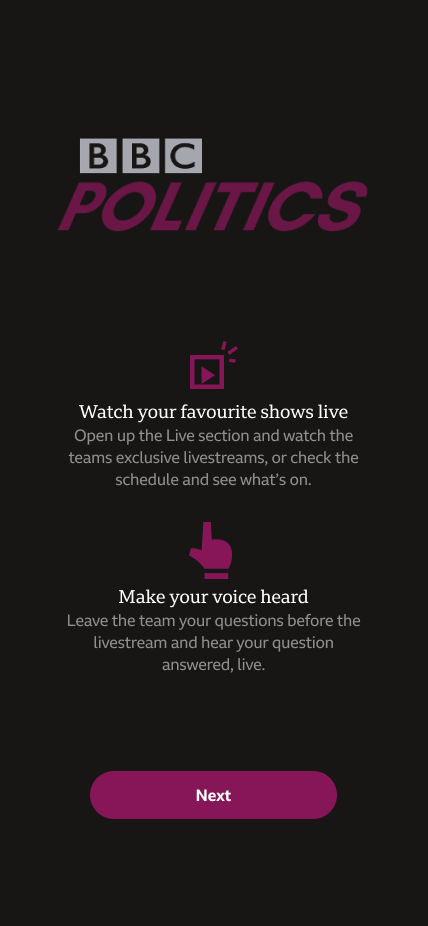 BBC
POLITICS
Watch your favourite shows live
Open up the Live section and watch the
teams exclusive livestreams, or check the
schedule and see what's on.
Make your voice heard
Leave the team your questions before the
livestream and hear your question
answered, live.
Next